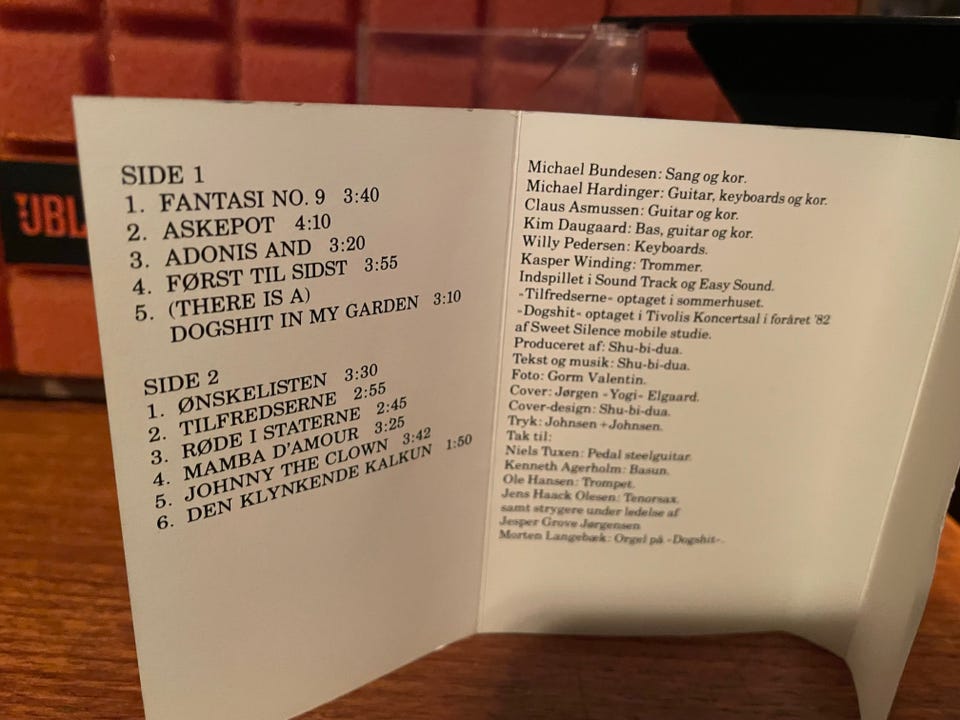 JBL
SIDE 1
1. FANTASI NO. 9 3:40
2. ASKEPOT 4:10
3. ADONIS AND 3:20
4. FØRST TIL SIDST 3:55
5. (THERE IS A)
DOGSHIT IN MY GARDEN 3:10
SIDE 2
1. ØNSKELISTEN 3:30
2. TILFREDSERNE 2:55
3. RØDE I STATERNE 2:45
4. MAMBA D'AMOUR 3:25
5. JOHNNY THE CLOWN 3:42
6. DEN KLYNKENDE KALKUN 1:50
Michael Bundesen: Sang og kor.
Michael Hardinger: Guitar, keyboards og kor.
Claus Asmussen: Guitar og kor.
Kim Daugaard: Bas, guitar og kor.
Willy Pedersen: Keyboards.
Kasper Winding: Trommer.
Indspillet i Sound Track og Easy Sound.
»Tilfredserne« optaget i sommerhuset.
»Dogshit« optaget i Tivolis Koncertsal i foråret '82
af Sweet Silence mobile studie.
Produceret af: Shu-bi-dua.
Tekst og musik: Shu-bi-dua.
Foto: Gorm Valentin.
Cover: Jørgen »Yogi« Elgaard.
Cover-design: Shu-bi-dua.
Tryk: Johnsen + Johnsen.
Tak til:
Niels Tuxen: Pedal steelguitar.
Kenneth Agerholm: Basun.
Ole Hansen: Trompet.
Jens Haack Olesen: Tenorsax.
samt strygere under ledelse af
Jesper Grove Jørgensen
Morten Langebæk: Orgel på »Dogshit«.